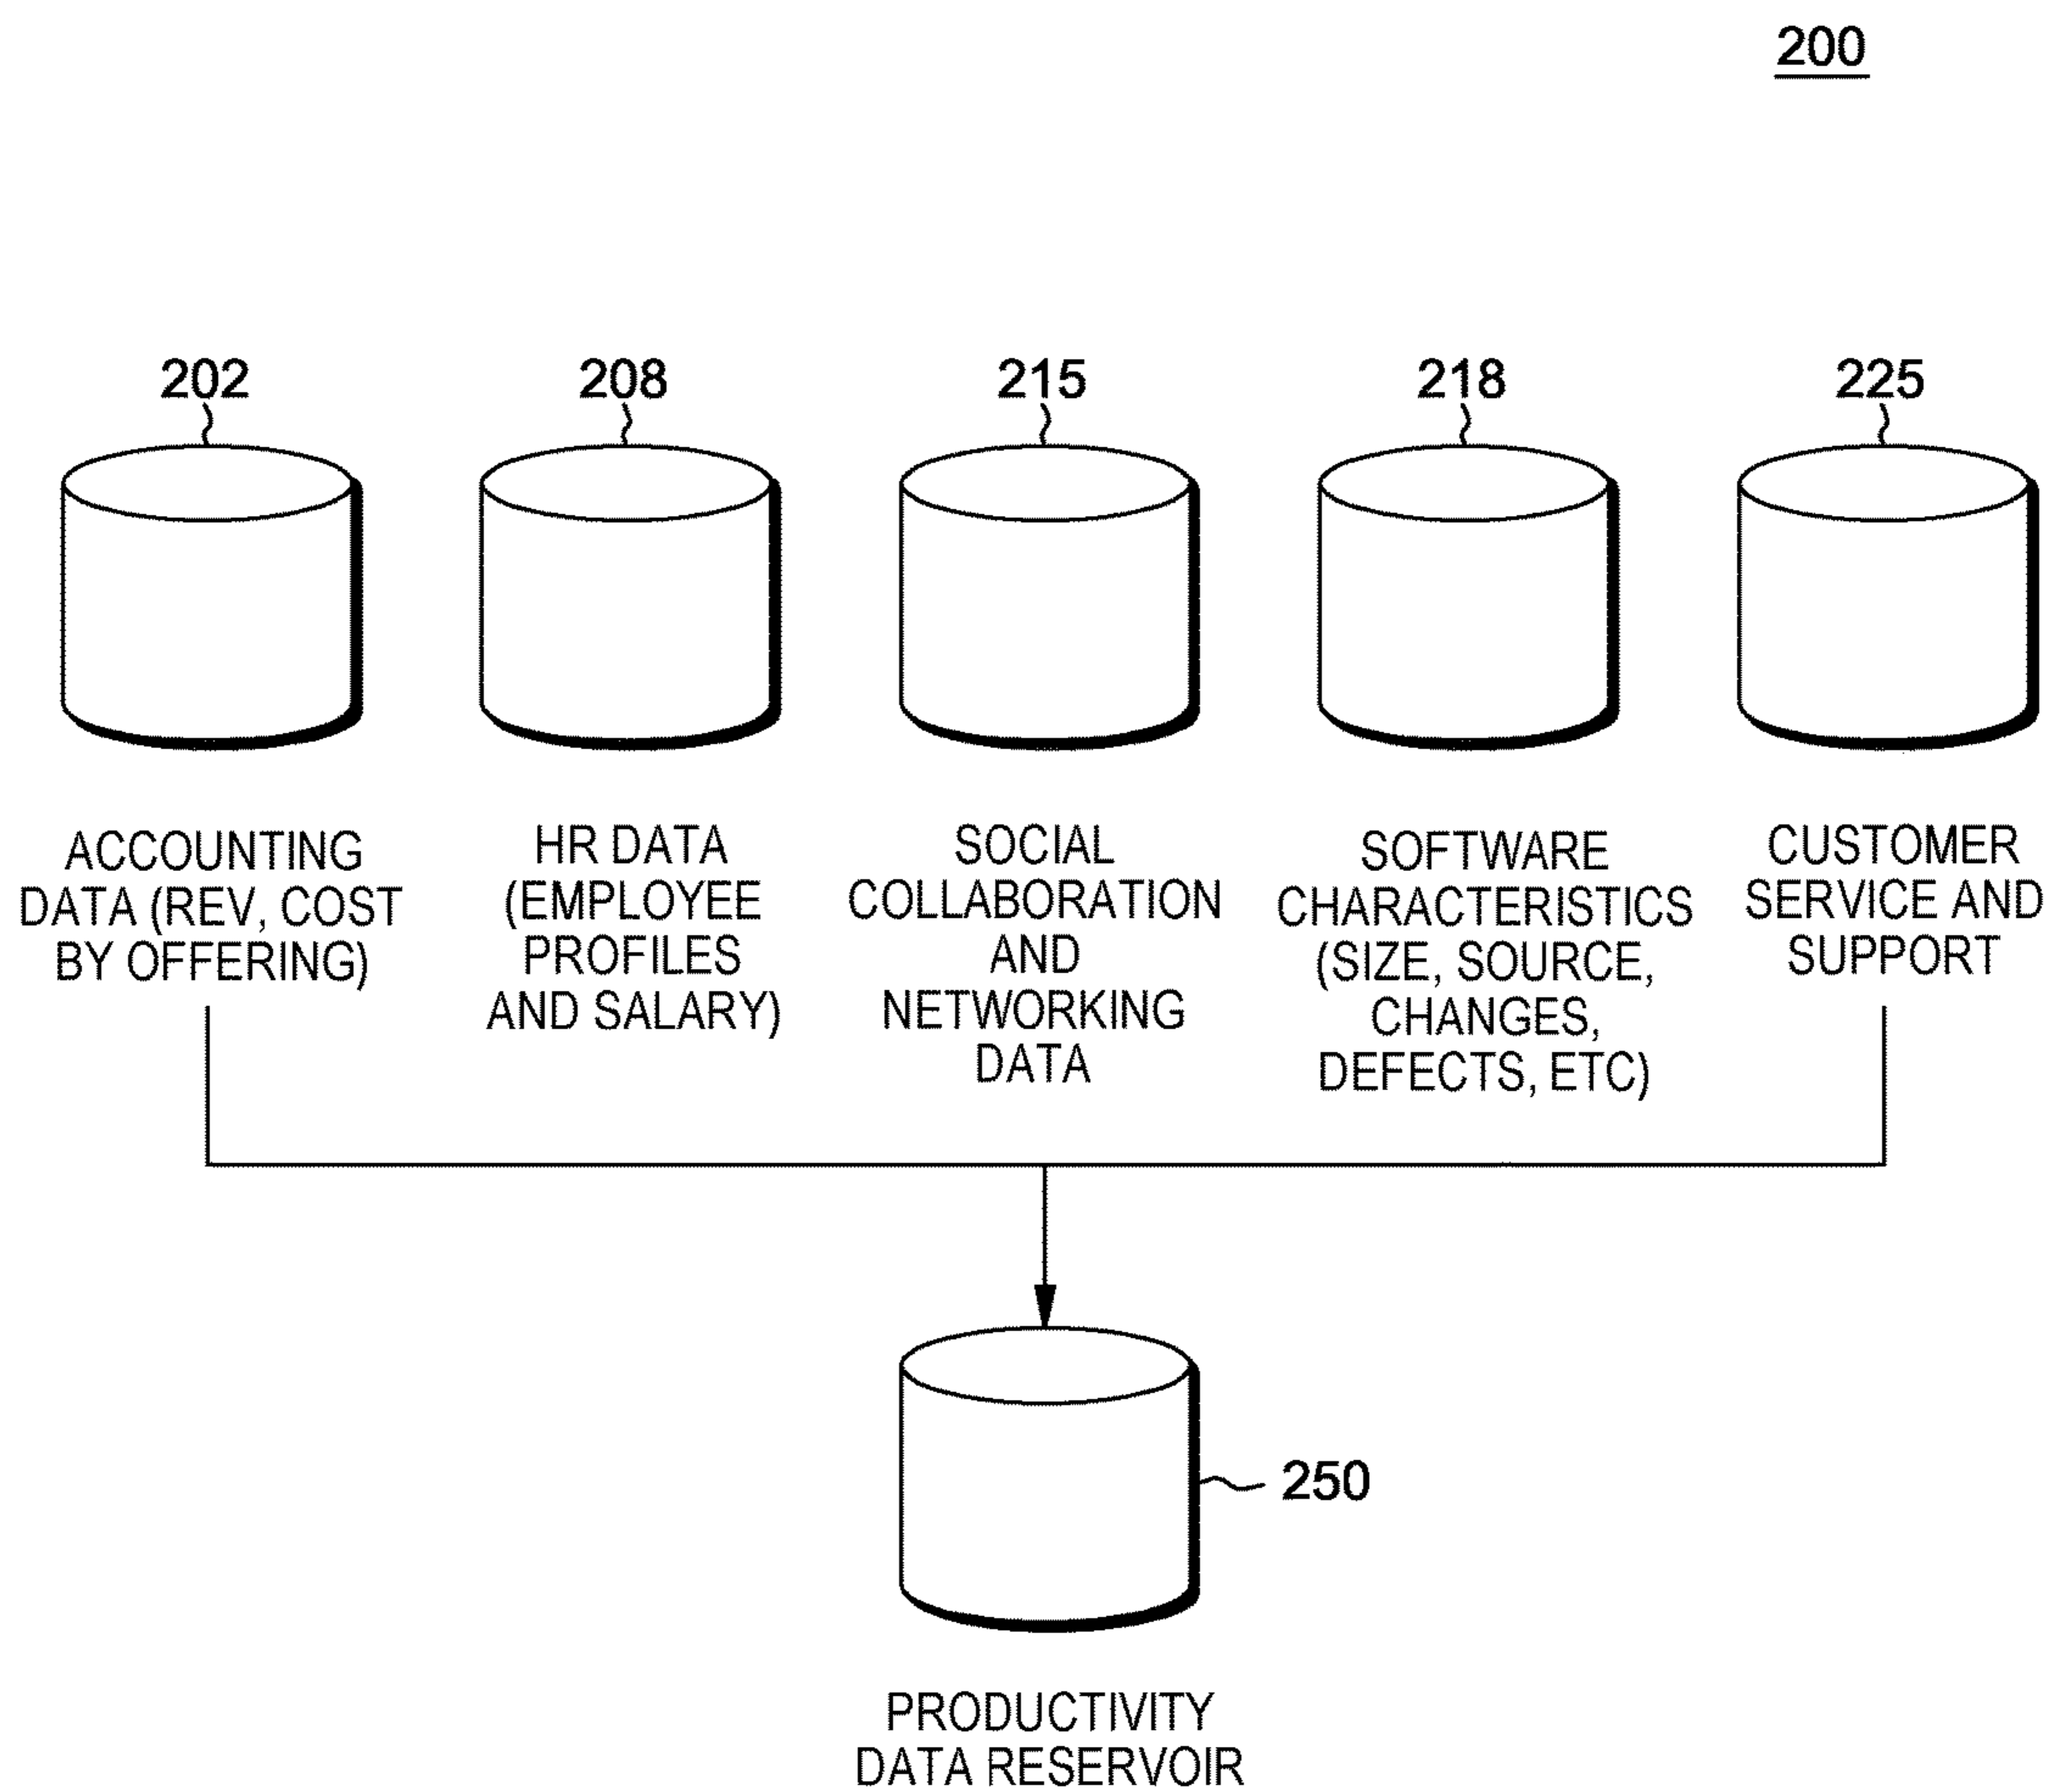 200
202
208
215
218
225
ACCOUNTING
DATA (REV, COST
BY OFFERING)
HR DATA
(EMPLOYEE
PROFILES
AND SALARY)
SOCIAL
COLLABORATION
AND
NETWORKING
DATA
SOFTWARE
CHARACTERISTICS
(SIZE, SOURCE,
CHANGES,
DEFECTS, ETC)
CUSTOMER
SERVICE AND
SUPPORT
250
PRODUCTIVITY
DATA RESERVOIR